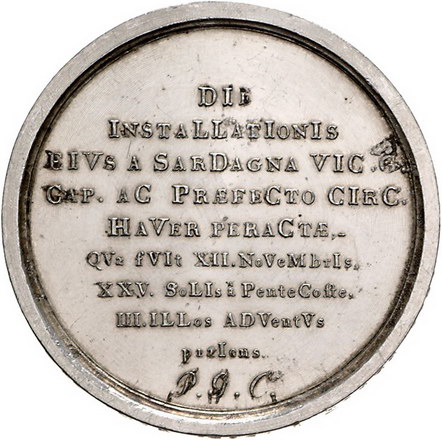 DIE
INSTALLATIONIS
EIVS A SARDAGNA VIC. G.
CAP. AC PRÆFECTO CIRC.
HAVER PERACTÆ,
QVæ fVIt XII. NoVeMbrIs,
XXV. SoLIs à PenteCoste,
III. ILLos ADVentVs
præIens.
P. J. C.